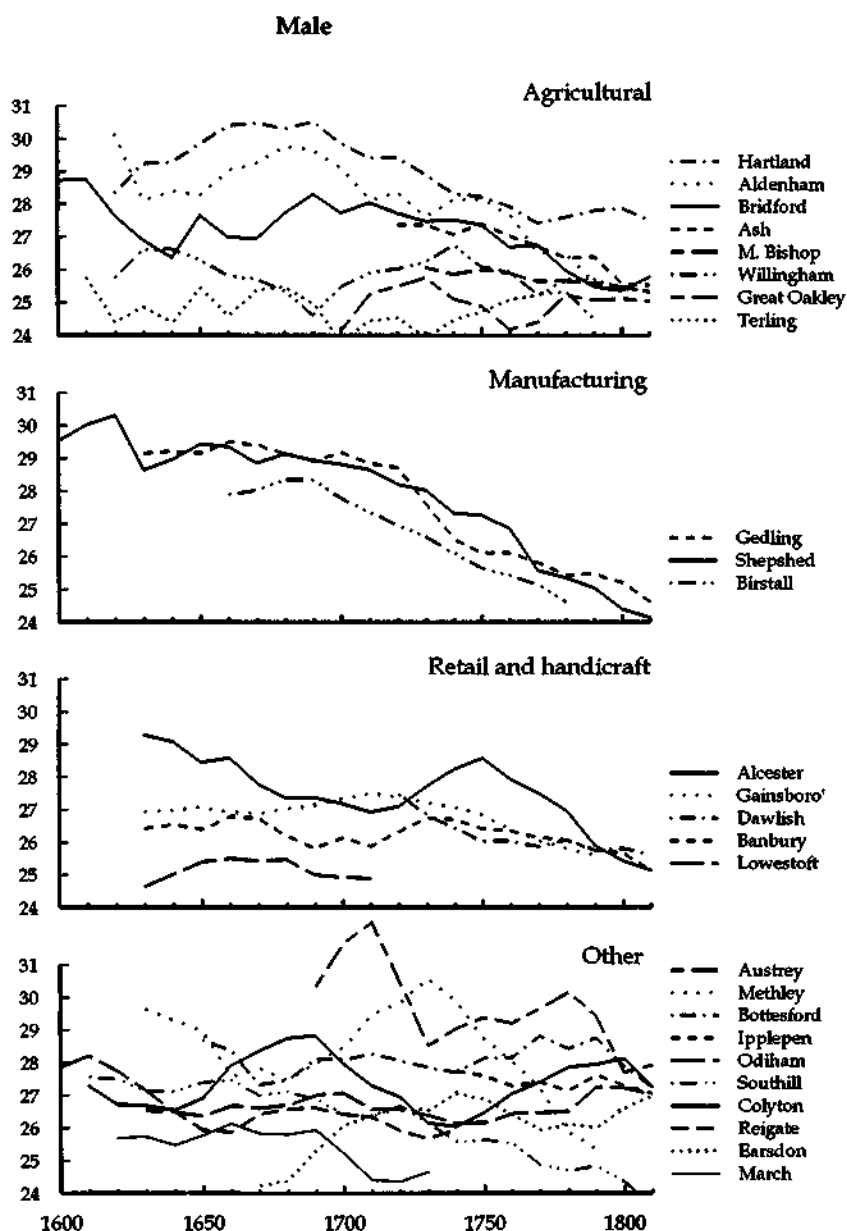 Male
Agricultural
31
30
29
28
27
26
25
24
Hartland
Aldenham
Bridford
Ash
M. Bishop
Willingham
Great Oakley
Terling
Manufacturing
31
30
29
28
27
26
25
24
Gedling
Shepshed
Birstall
Retail and handicraft
31
30
29
28
27
26
25
24
Alcester
Gainsboro'
Dawlish
Banbury
Lowestoft
Other
31
30
29
28
27
26
25
24
Austrey
Methley
Bottesford
Ipplepen
Odiham
Southill
Colyton
Reigate
Earsdon
March
1600 1650 1700 1750 1800